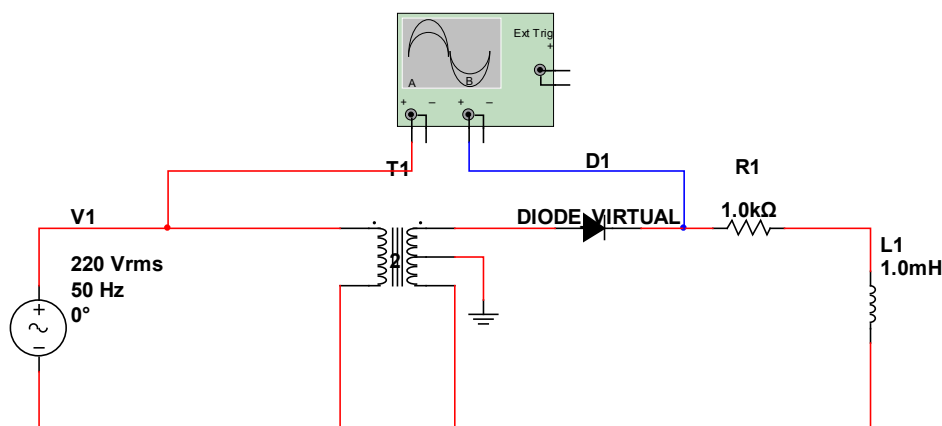 Ext Trig
+
A
B
+
–
+
–
T1
D1
R1
V1
DIODE_VIRTUAL
1.0kΩ
L1
1.0mH
220 Vrms
50 Hz
0°
2
+
–